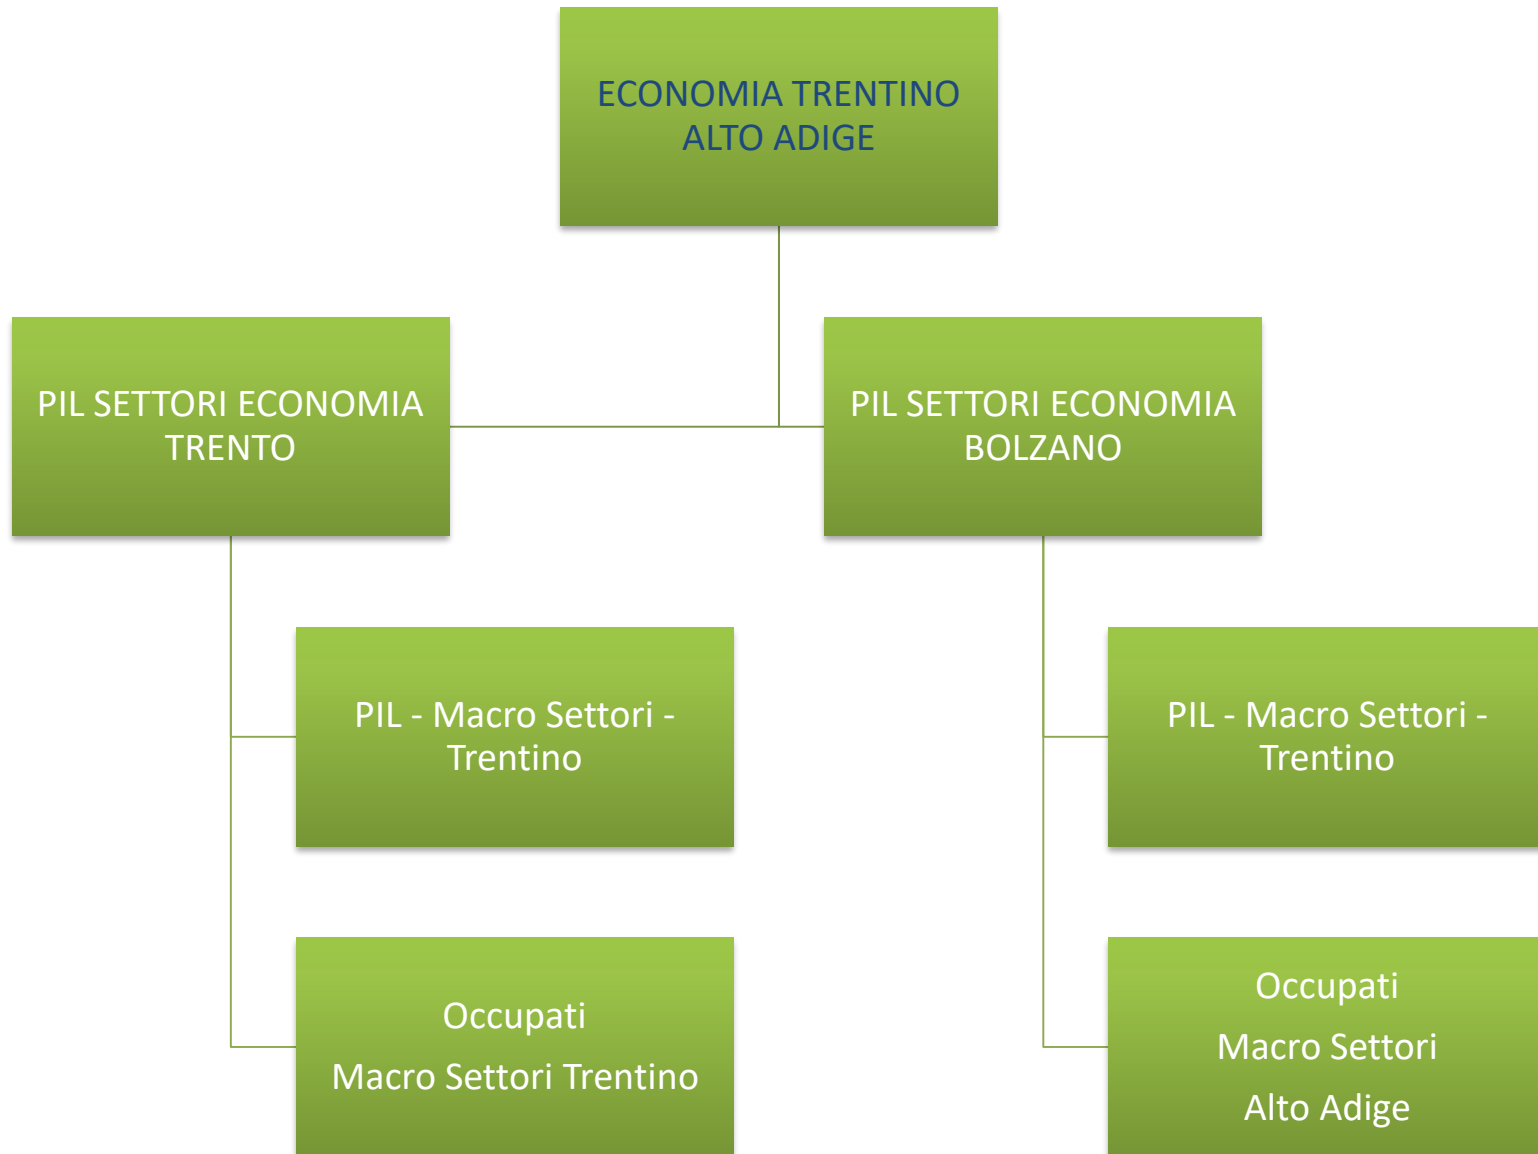 ECONOMIA TRENTINO
ALTO ADIGE
PIL SETTORI ECONOMIA
TRENTO
PIL SETTORI ECONOMIA
BOLZANO
PIL - Macro Settori -
Trentino
PIL - Macro Settori -
Trentino
Occupati
Macro Settori Trentino
Occupati
Macro Settori
Alto Adige